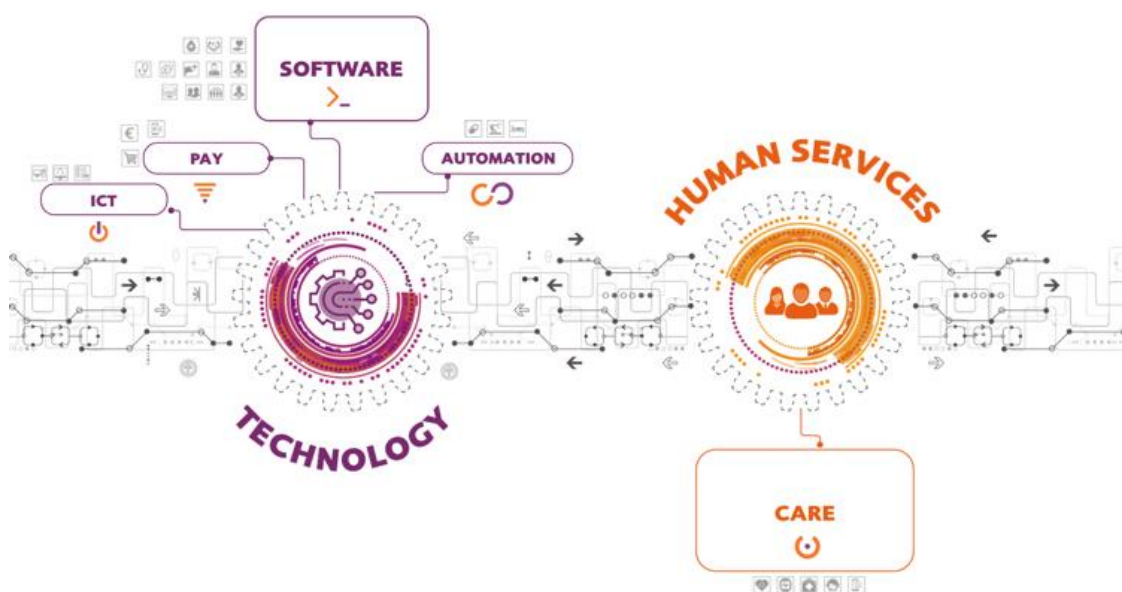 SOFTWARE
PAY
AUTOMATION
ICT
HUMAN SERVICES
TECHNOLOGY
CARE